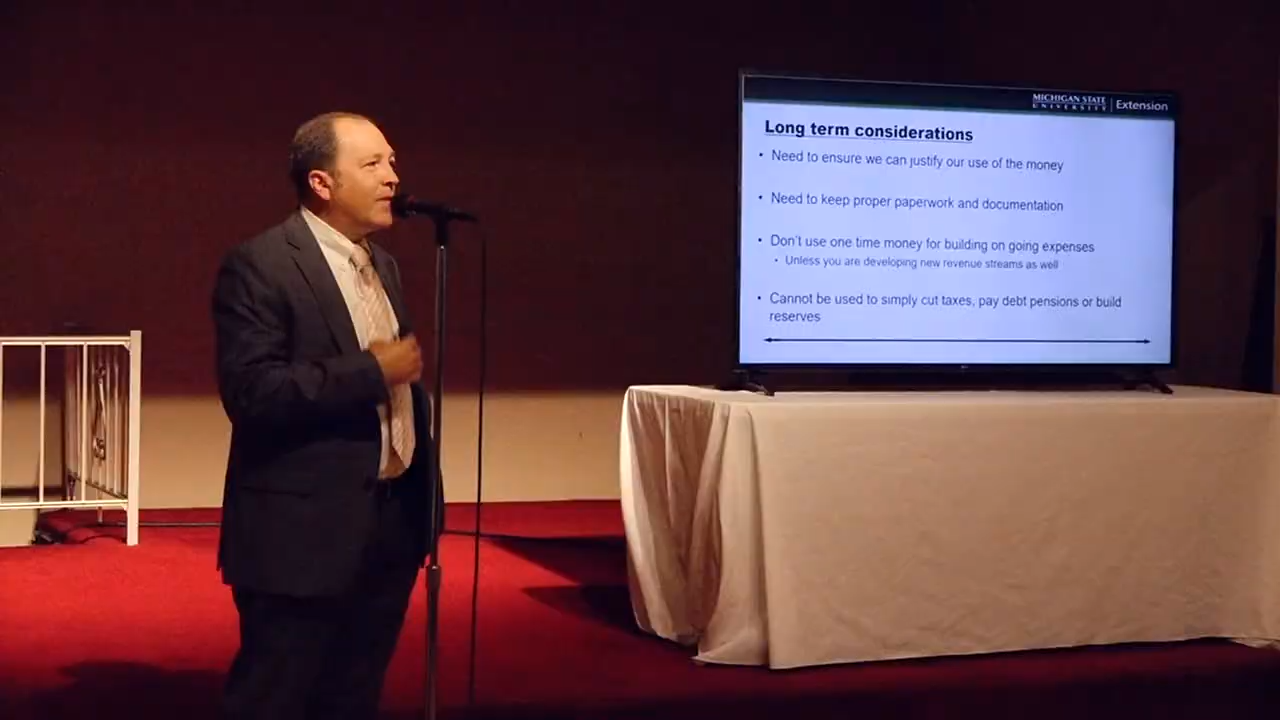 MICHIGAN STATE
UNIVERSITY
Extension
Long term considerations
• Need to ensure we can justify our use of the money
• Need to keep proper paperwork and documentation
• Don't use one time money for building on going expenses
• Unless you are developing new revenue streams as well
• Cannot be used to simply cut taxes, pay debt pensions or build
reserves